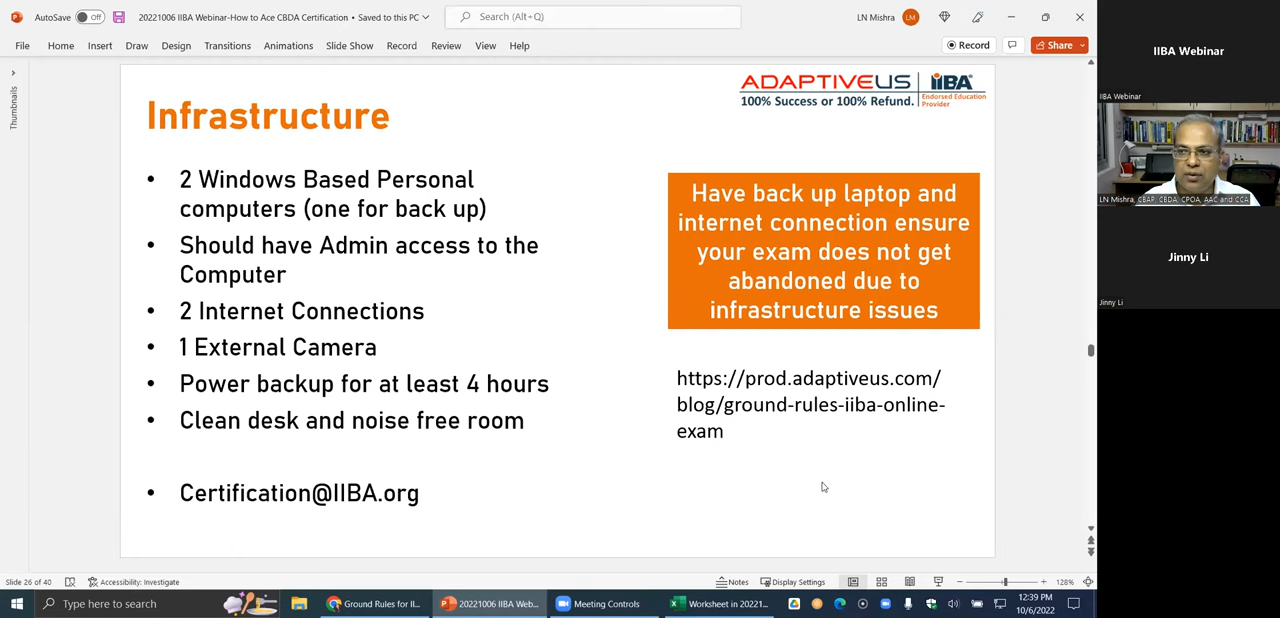 AutoSave Off 20221006 IIBA Webinar-How to Ace CBDA Certification • Saved to this PC Search (Alt+Q) LN Mishra LM
File Home Insert Draw Design Transitions Animations Slide Show Record Review View Help Record Share
Thumbnails
ADAPTIVEUS
100% Success or 100% Refund.
IIBA
Endorsed Education
Provider
Infrastructure
• 2 Windows Based Personal
computers (one for back up)
• Should have Admin access to the
Computer
• 2 Internet Connections
• 1 External Camera
• Power backup for at least 4 hours
• Clean desk and noise free room
• Certification@IIBA.org
Have back up laptop and
internet connection ensure
your exam does not get
abandoned due to
infrastructure issues
https://prod.adaptiveus.com/
blog/ground-rules-iiba-online-
exam
IIBA Webinar
IIBA Webinar
LN Mishra, CBAP, CBDA, CPOA, AAC and CCA
Jinny Li
Jinny Li
Slide 26 of 40 Accessibility: Investigate Notes Display Settings 128%
Type here to search Ground Rules for II... 20221006 IIBA Web... Meeting Controls Worksheet in 20221... 12:39 PM
10/6/2022